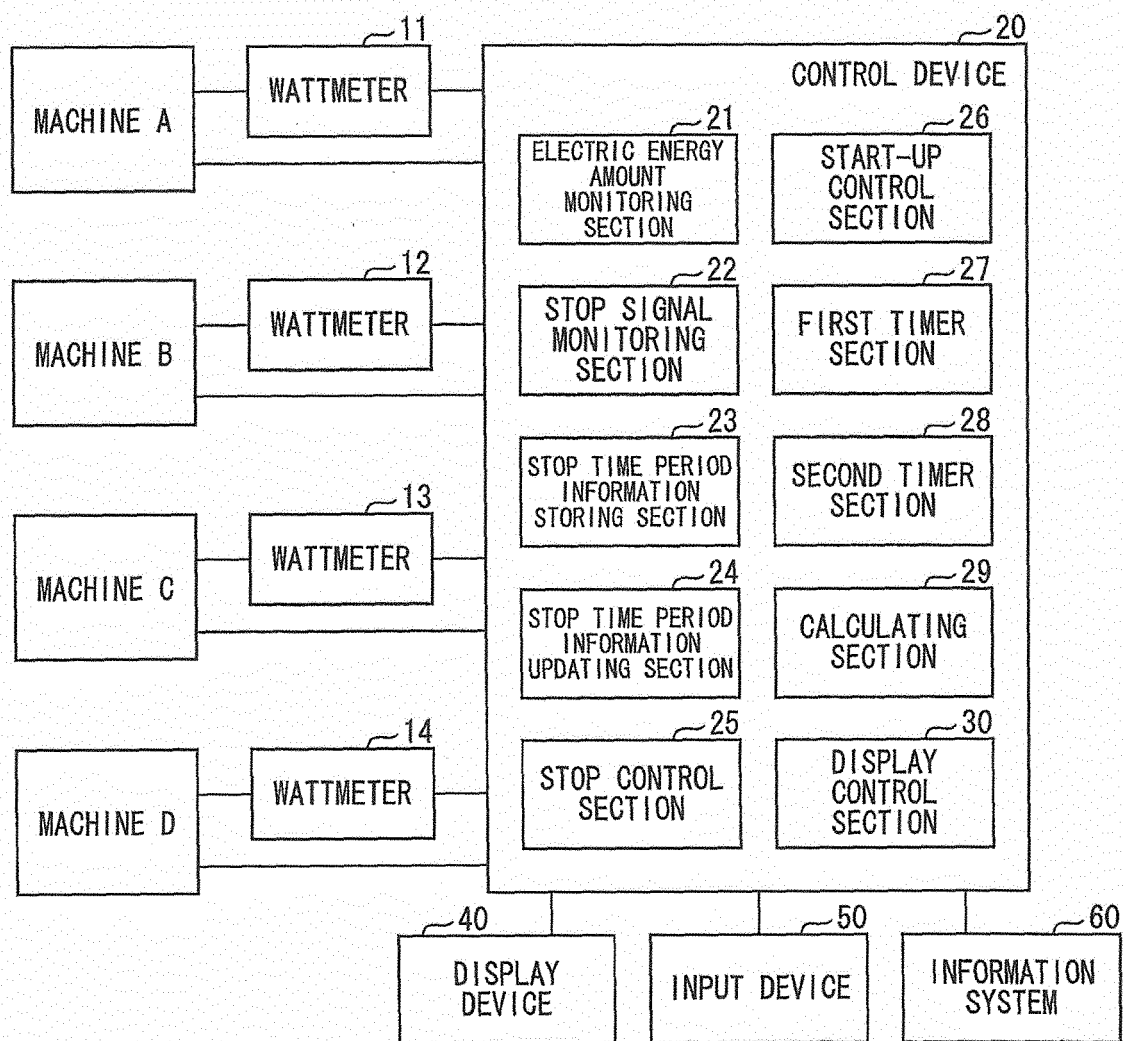 11
20
MACHINE A
WATTMETER
CONTROL DEVICE
21
ELECTRIC ENERGY
AMOUNT
MONITORING
SECTION
26
START-UP
CONTROL
SECTION
12
MACHINE B
WATTMETER
22
STOP SIGNAL
MONITORING
SECTION
27
FIRST TIMER
SECTION
13
MACHINE C
WATTMETER
23
STOP TIME PERIOD
INFORMATION
STORING SECTION
28
SECOND TIMER
SECTION
24
STOP TIME PERIOD
INFORMATION
UPDATING SECTION
29
CALCULATING
SECTION
14
MACHINE D
WATTMETER
25
STOP CONTROL
SECTION
30
DISPLAY
CONTROL
SECTION
40
DISPLAY
DEVICE
50
INPUT DEVICE
60
INFORMATION
SYSTEM